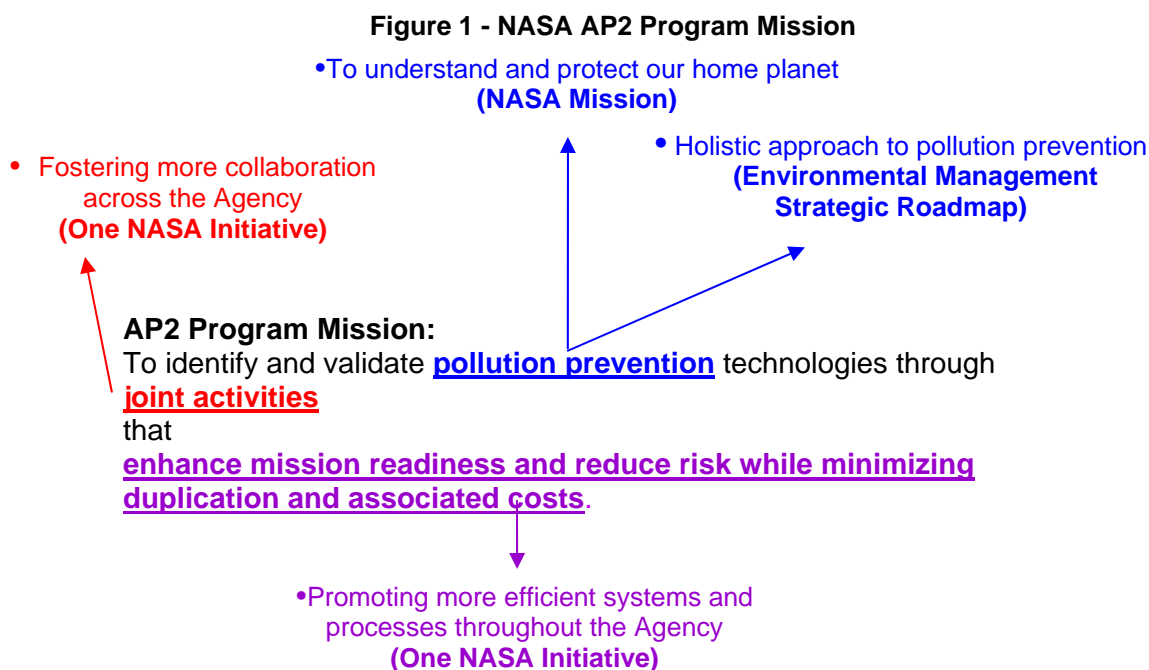 Figure 1 - NASA AP2 Program Mission
•To understand and protect our home planet
(NASA Mission)
• Holistic approach to pollution prevention
(Environmental Management
Strategic Roadmap)
• Fostering more collaboration
across the Agency
(One NASA Initiative)
AP2 Program Mission:
To identify and validate pollution prevention technologies through
joint activities
that
enhance mission readiness and reduce risk while minimizing
duplication and associated costs.
•Promoting more efficient systems and
processes throughout the Agency
(One NASA Initiative)